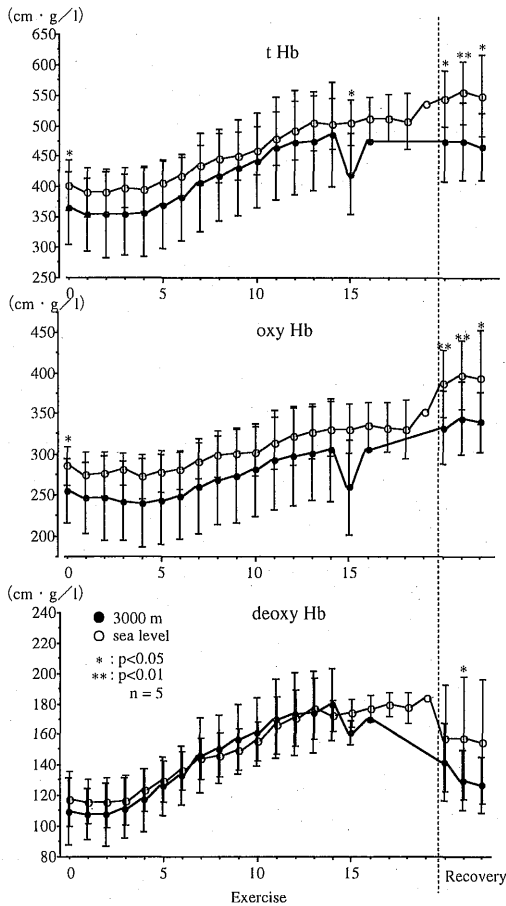 (cm · g/l)
t Hb
650
600
550
500
450
400
350
300
250
* * * ** *
0 5 10 15
(cm · g/l)
oxy Hb
450
400
350
300
250
200
* ** ** *
0 5 10 15
(cm · g/l)
deoxy Hb
240
220
200
180
160
140
120
100
80
● 3000 m
○ sea level
* : p<0.05
** : p<0.01
n = 5
*
0 5 10 15 Recovery
Exercise